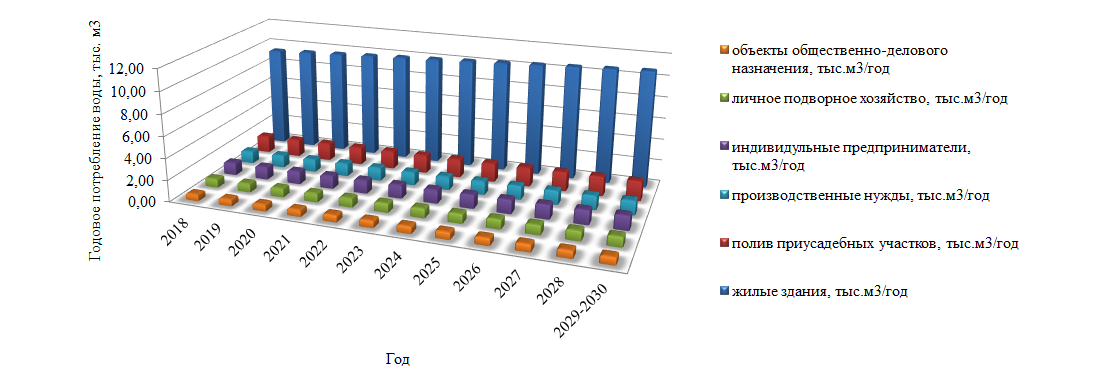 Годовое потребление воды, тыс. м3
12,00
10,00
8,00
6,00
4,00
2,00
0,00
2018
2019
2020
2021
2022
2023
2024
2025
2026
2027
2028
2029-2030
Год
объекты общественно-делового
назначения, тыс.м3/год
личное подворное хозяйство, тыс.м3/год
индивидульные предприниматели,
тыс.м3/год
производственные нужды, тыс.м3/год
полив приусадебных участков, тыс.м3/год
жилые здания, тыс.м3/год